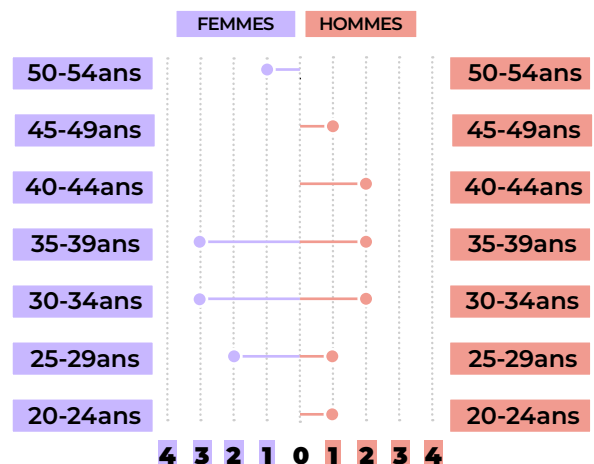 FEMMES HOMMES
50-54ans 50-54ans
45-49ans 45-49ans
40-44ans 40-44ans
35-39ans 35-39ans
30-34ans 30-34ans
25-29ans 25-29ans
20-24ans 20-24ans
4 3 2 1 0 1 2 3 4